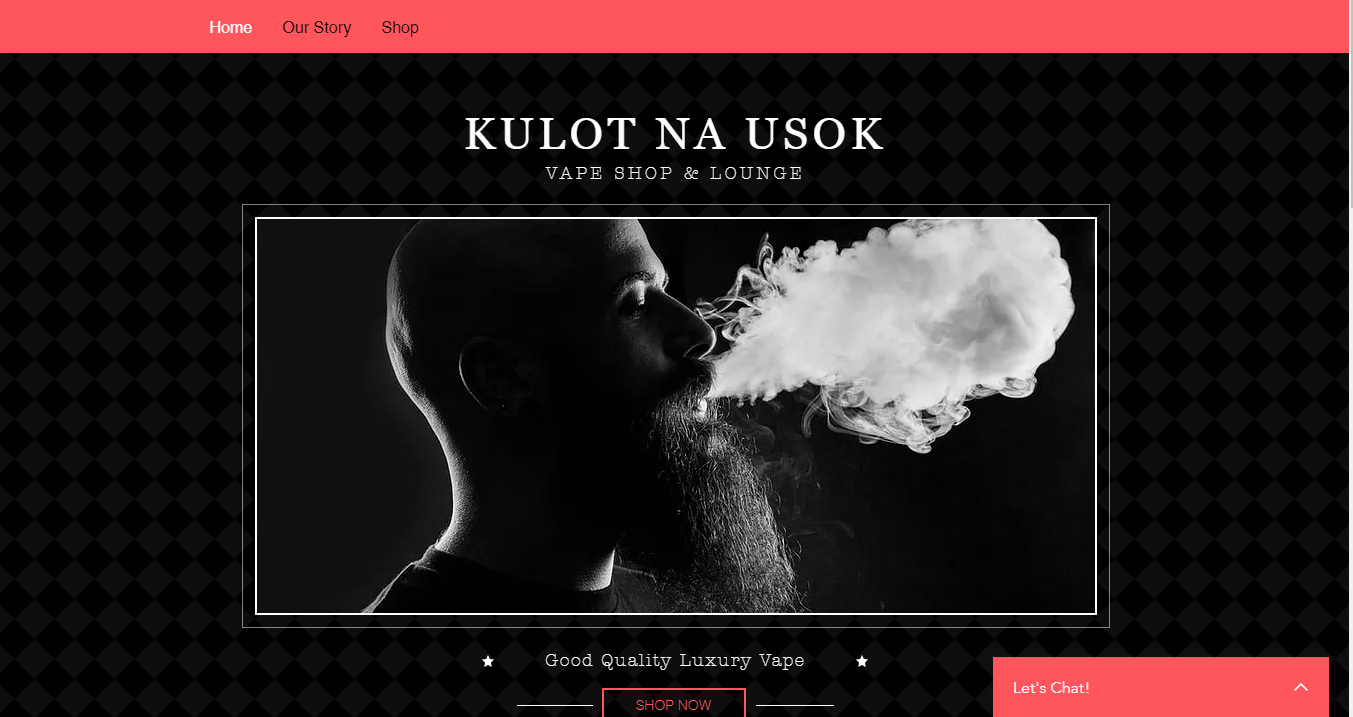 Home Our Story Shop
KULOT NA USOK
VAPE SHOP & LOUNGE
Good Quality Luxury Vape
SHOP NOW
Let's Chat!